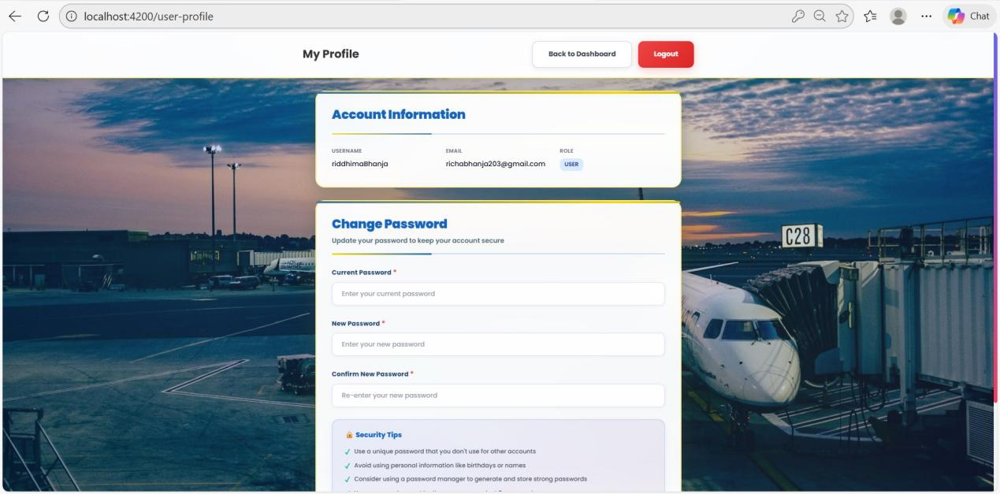 localhost:4200/user-profile
Chat
My Profile
Back to Dashboard
Logout
Account Information
USERNAME EMAIL ROLE
riddhimaBhanja richabhanja203@gmail.com USER
Change Password
Update your password to keep your account secure
Current Password *
Enter your current password
New Password *
Enter your new password
Confirm New Password *
Re-enter your new password
Security Tips
Use a unique password that you don't use for other accounts
Avoid using personal information like birthdays or names
Consider using a password manager to generate and store strong passwords
C28
jetBlue